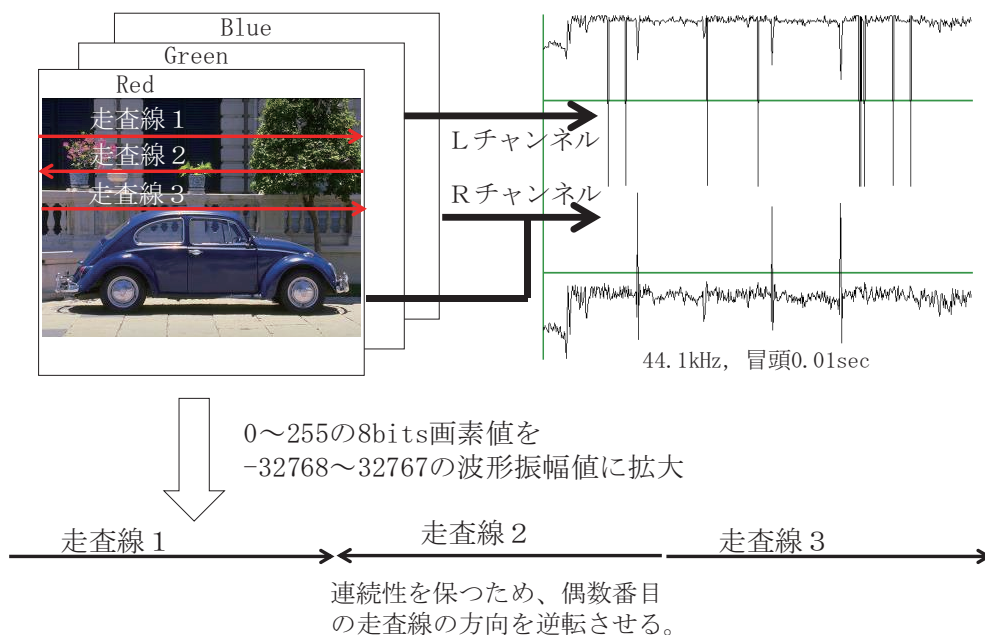 Blue
Green
Red
走査線１
走査線２
走査線３
Ｌチャンネル
Ｒチャンネル
44.1kHz, 冒頭0.01sec
0～255の8bits画素値を
-32768～32767の波形振幅値に拡大
走査線１
走査線２
走査線３
連続性を保つため、偶数番目
の走査線の方向を逆転させる。